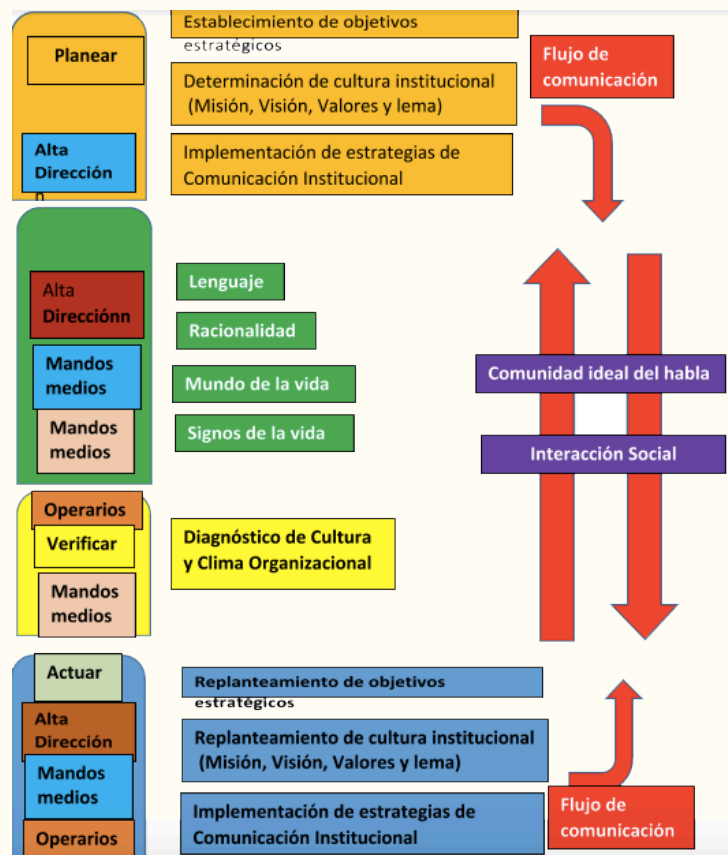 Establecimiento de objetivos
estratégicos
Planear
Flujo de
comunicación
Determinación de cultura institucional
(Misión, Visión, Valores y lema)
Alta
Dirección
n
Implementación de estrategias de
Comunicación Institucional
Alta
Direcciónn
Lenguaje
Racionalidad
Mandos
medios
Mundo de la vida
Comunidad ideal del habla
Mandos
medios
Signos de la vida
Interacción Social
Operarios
Verificar
Diagnóstico de Cultura
y Clima Organizacional
Mandos
medios
Actuar
Replanteamiento de objetivos
estratégicos
Alta
Dirección
Replanteamiento de cultura institucional
(Misión, Visión, Valores y lema)
Mandos
medios
Implementación de estrategias de
Comunicación Institucional
Flujo de
comunicación
Operarios